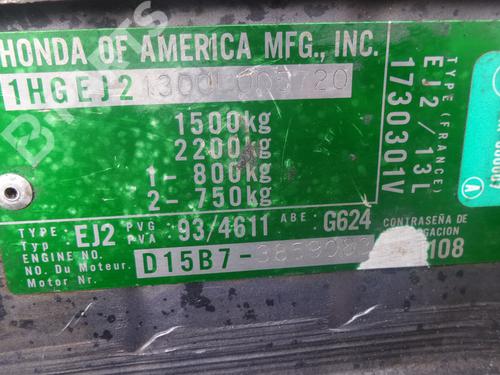 HONDA OF AMERICA MFG., INC.
1HGEJ2
1500kg
2200kg
1- 800kg
2- 750kg
TYPE (FRANCE)
EJ2/13L
1730301V
A
TYPE:
Typ
EJ2
PVG
PVA
93/4611
ABE:
G624
CONTRASEÑA
DE
108
ENGINE NO.
NO. Du Moteur.
Motor Nr.
D15B7-